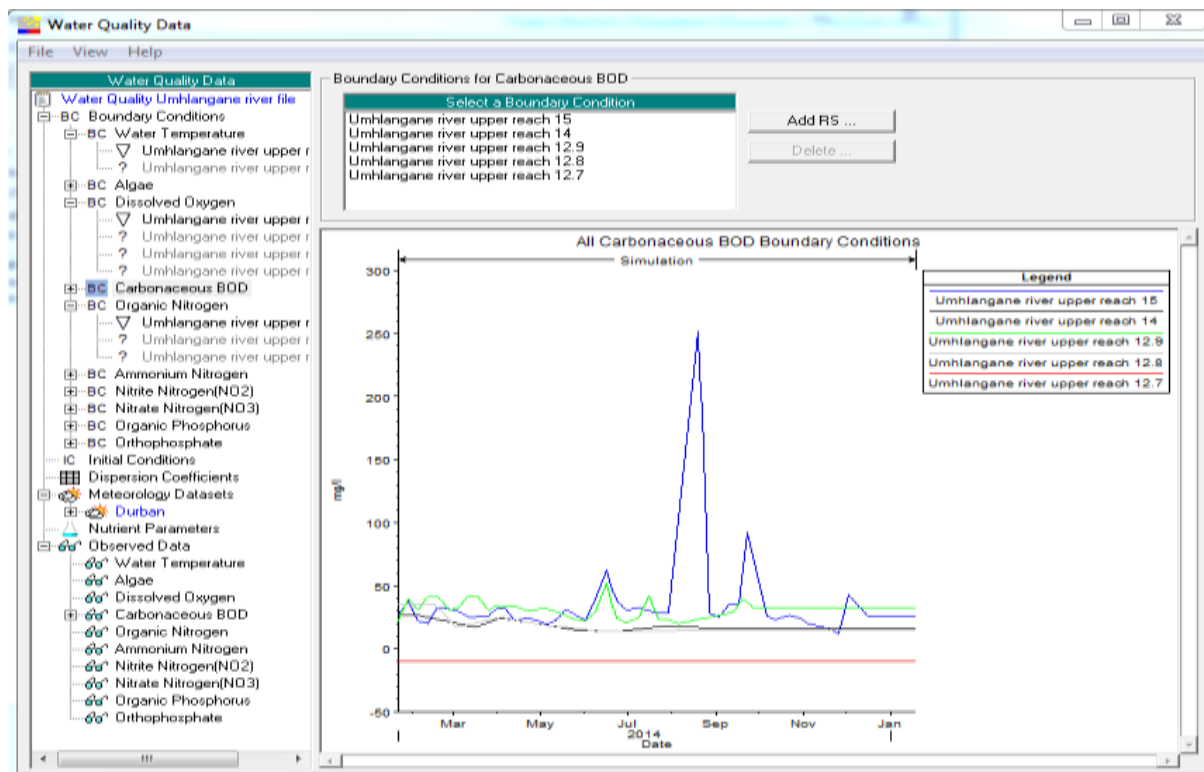 Water Quality Data
File View Help
Water Quality Data
Water Quality Umhlangane river file
BC Boundary Conditions
BC Water Temperature
Umhlangane river upper r
? Umhlangane river upper r
BC Algae
BC Dissolved Oxygen
Umhlangane river upper r
? Umhlangane river upper r
? Umhlangane river upper r
? Umhlangane river upper r
BC Carbonaceous BOD
BC Organic Nitrogen
Umhlangane river upper r
? Umhlangane river upper r
? Umhlangane river upper r
BC Ammonium Nitrogen
BC Nitrite Nitrogen(NO2)
BC Nitrate Nitrogen(NO3)
BC Organic Phosphorus
BC Orthophosphate
IC Initial Conditions
Dispersion Coefficients
Meteorology Datasets
Durban
Nutrient Parameters
Observed Data
Water Temperature
Algae
Dissolved Oxygen
Carbonaceous BOD
Organic Nitrogen
Ammonium Nitrogen
Nitrite Nitrogen(NO2)
Nitrate Nitrogen(NO3)
Organic Phosphorus
Orthophosphate
Boundary Conditions for Carbonaceous BOD
Select a Boundary Condition
Umhlangane river upper reach 15
Umhlangane river upper reach 14
Umhlangane river upper reach 12.9
Umhlangane river upper reach 12.8
Umhlangane river upper reach 12.7
Add RS ...
Delete ...
All Carbonaceous BOD Boundary Conditions
Simulation
300
250
200
150
100
50
0
-50
mg/l
Mar May Jul Sep Nov Jan
2014
Date
Legend
Umhlangane river upper reach 15
Umhlangane river upper reach 14
Umhlangane river upper reach 12.9
Umhlangane river upper reach 12.8
Umhlangane river upper reach 12.7